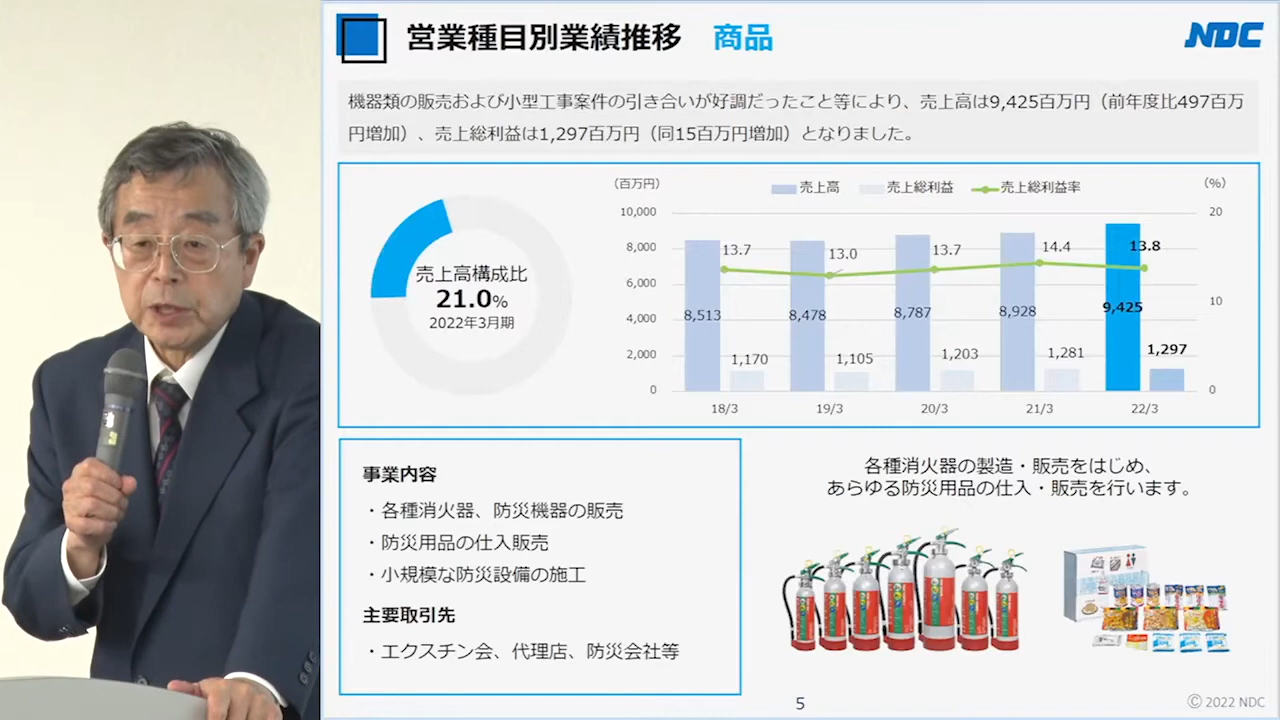 営業種目別業績推移 商品
NDC
機器類の販売および小型工事案件の引き合いが好調だったこと等により、売上高は9,425百万円（前年度比497百万
円増加）、売上総利益は1,297百万円（同15百万円増加）となりました。
売上高構成比
21.0%
2022年3月期
（百万円） 売上高 売上総利益 売上総利益率 （%）
10,000 20
8,000
6,000
4,000 10
2,000
0 0
13.7 13.0 13.7 14.4 13.8
8,513 8,478 8,787 8,928 9,425
1,170 1,105 1,203 1,281 1,297
18/3 19/3 20/3 21/3 22/3
事業内容
・各種消火器、防災機器の販売
・防災用品の仕入販売
・小規模な防災設備の施工
主要取引先
・エクスチン会、代理店、防災会社等
各種消火器の製造・販売をはじめ、
あらゆる防災用品の仕入・販売を行います。
5
Ⓒ 2022 NDC